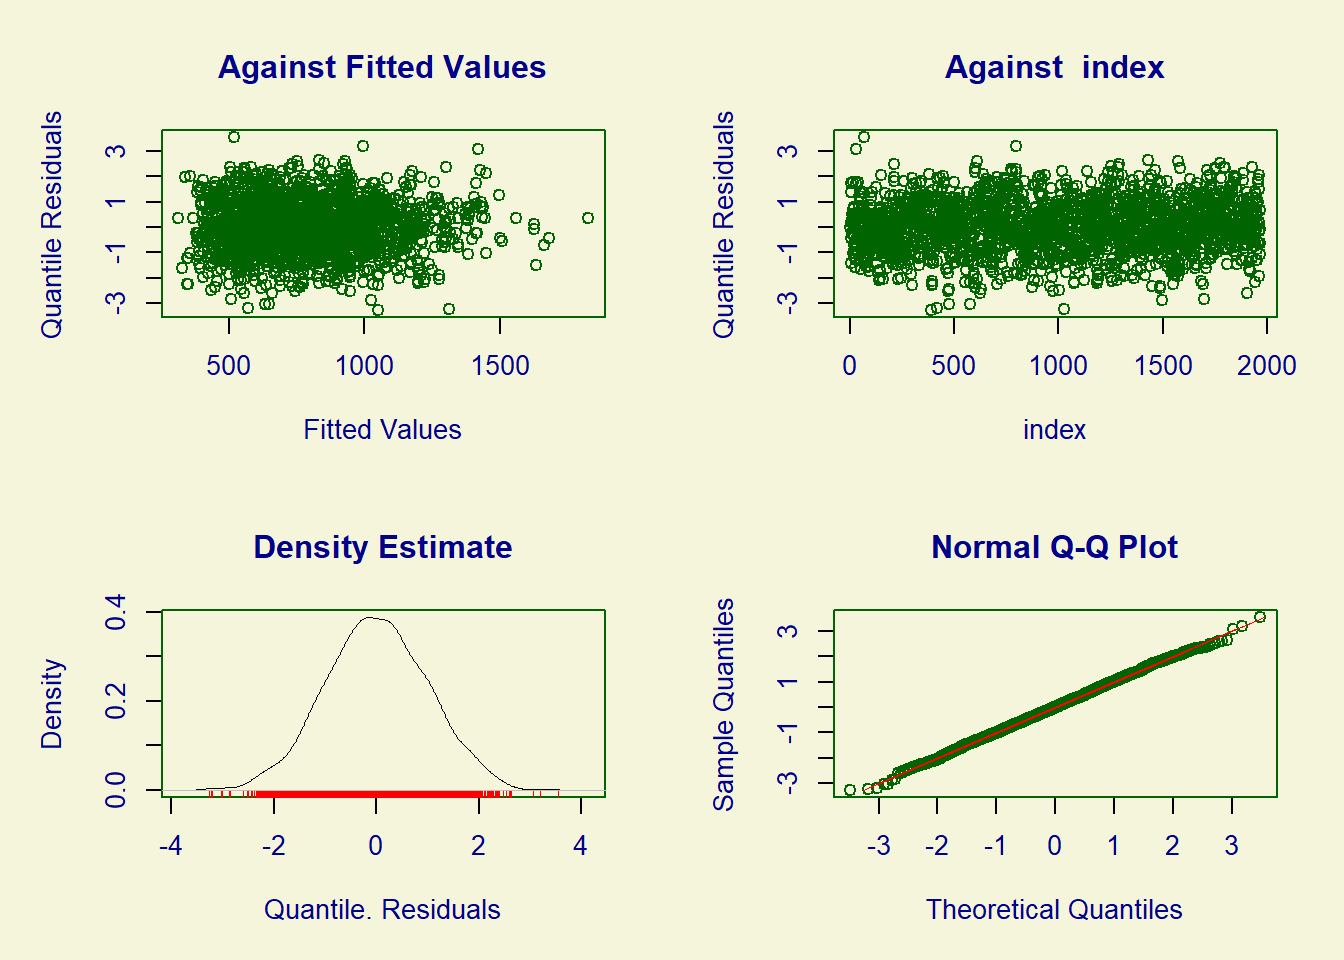 Against Fitted Values
Quantile Residuals
3
1
-1
-3
500 1000 1500
Fitted Values
Against  index
Quantile Residuals
3
1
-1
-3
0 500 1000 1500 2000
index
Density Estimate
Density
0.4
0.2
0.0
-4 -2 0 2 4
Quantile. Residuals
Normal Q-Q Plot
Sample Quantiles
3
1
-1
-3
-3 -2 -1 0 1 2 3
Theoretical Quantiles